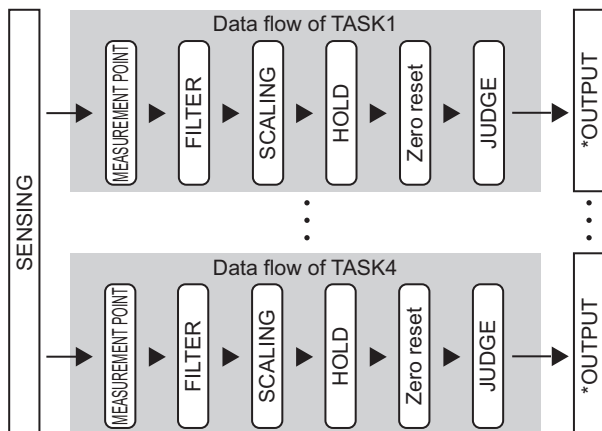 SENSING
Data flow of TASK1
MEASUREMENT POINT
FILTER
SCALING
HOLD
Zero reset
JUDGE
*OUTPUT
Data flow of TASK4
MEASUREMENT POINT
FILTER
SCALING
HOLD
Zero reset
JUDGE
*OUTPUT